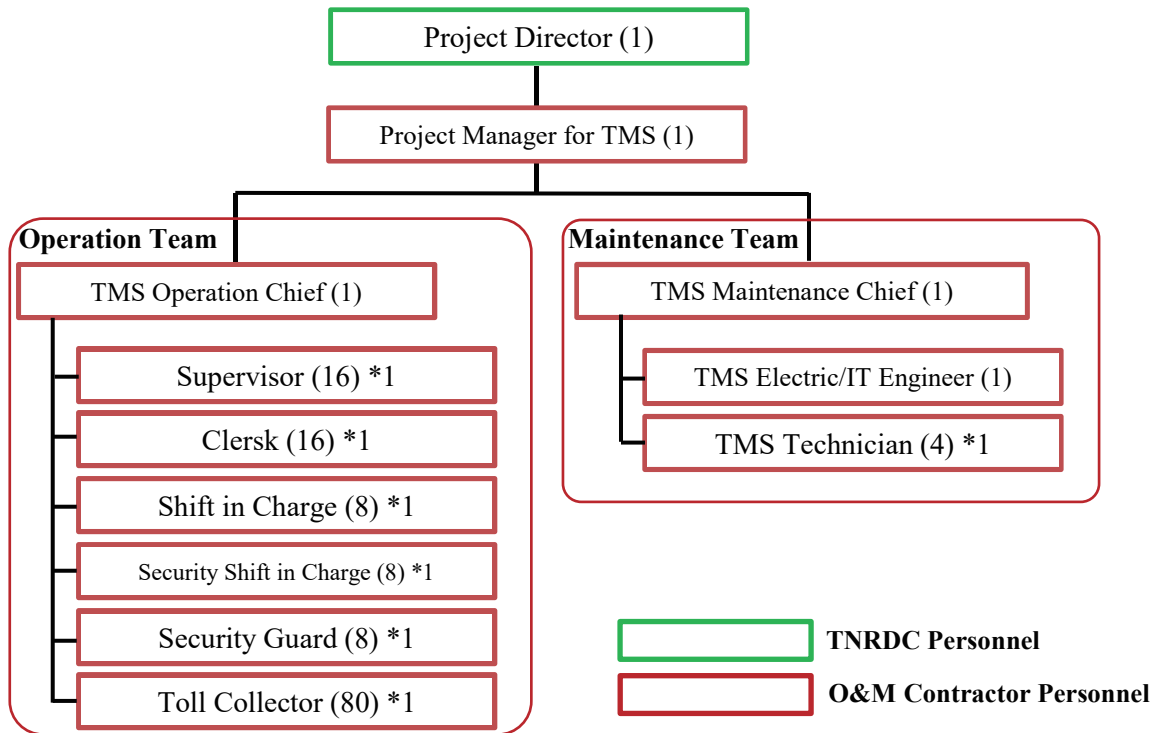 Project Director (1)
Project Manager for TMS (1)
Operation Team
TMS Operation Chief (1)
Supervisor (16) *1
Clersk (16) *1
Shift in Charge (8) *1
Security Shift in Charge (8) *1
Security Guard (8) *1
Toll Collector (80) *1
Maintenance Team
TMS Maintenance Chief (1)
TMS Electric/IT Engineer (1)
TMS Technician (4) *1
TNRDC Personnel
O&M Contractor Personnel